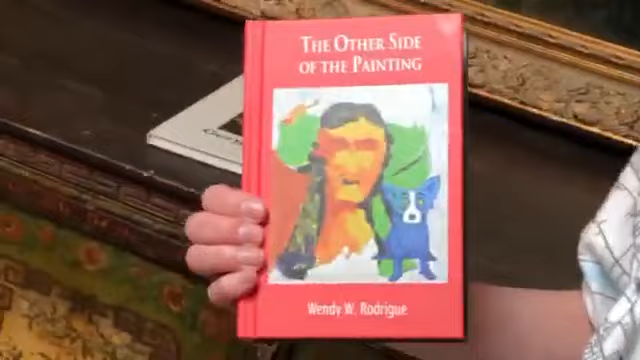 THE OTHER SIDE
OF THE PAINTING
Wendy W. Rodrigue